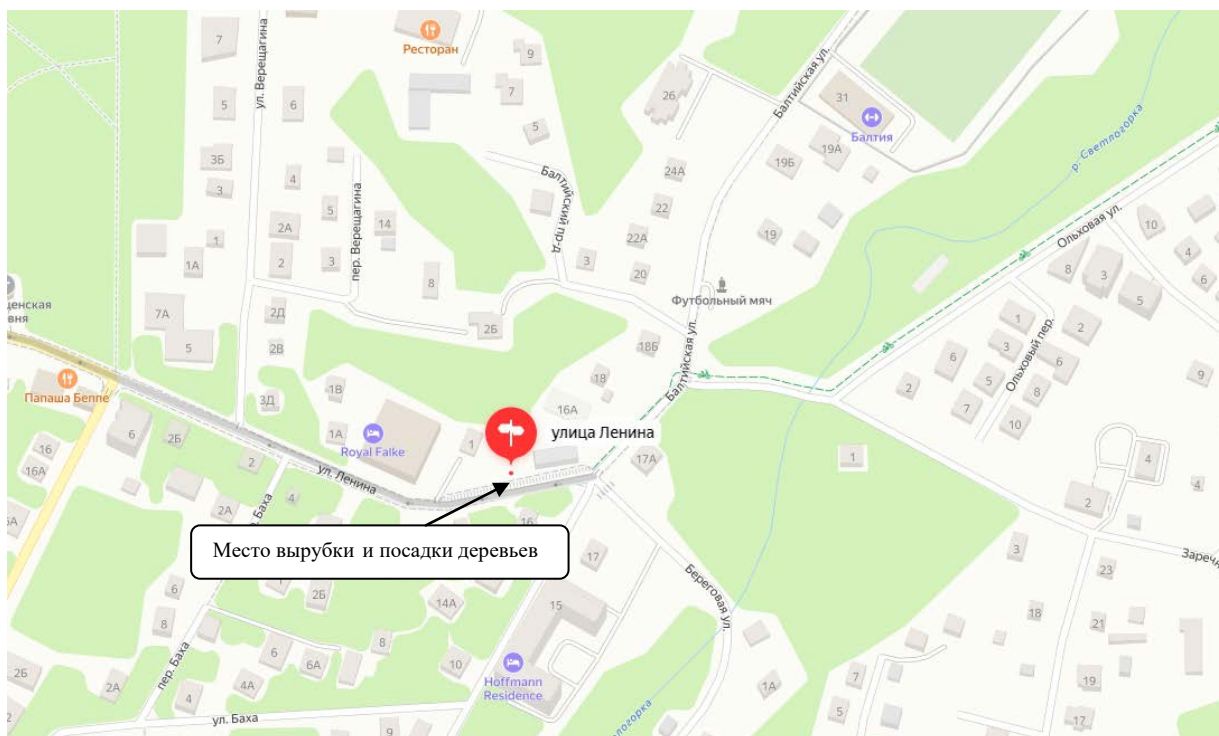 7
Ресторан
9
ул. Верещагина
5
6
7
5
26
Балтийская ул.
31
Балтия
19А
19Б
р. Светлогорка
3Б
3
4
5
14
пер. Верещагина
Балтийский пр-д
24А
22
22А
20
3
19
Ольховая ул.
10
4
6
8
3
5
1
1А
2А
2
3
8
Футбольный мяч
7А
5
2Д
2В
2Б
18Б
Балтийская ул.
1
2
3
6
Ольховый пер.
6
5
8
2
7
10
9
Папаша Беппе
3Д
1В
1А
Royal Falke
1
18
16А
улица Ленина
17А
1
16
16А
6
2Б
2
ул. Ленина
4
2А
16
4
2
4
Место вырубки и посадки деревьев
17
Береговая ул.
3
23
6
8
2Б
14А
15
18
21
пер. Баха
6
6А
8
10
Hoffmann
Residence
2Б
2А
4
4А
1А
7
5
19
17
ул. Баха
9